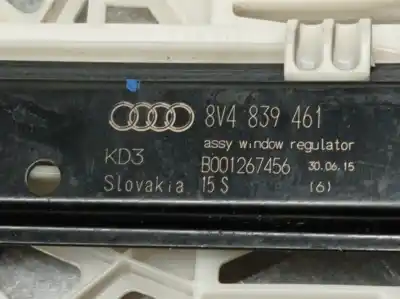 8V4 839 461
assy window regulator
KD3 B001267456 30.06.15
Slovakia 15 S (6)